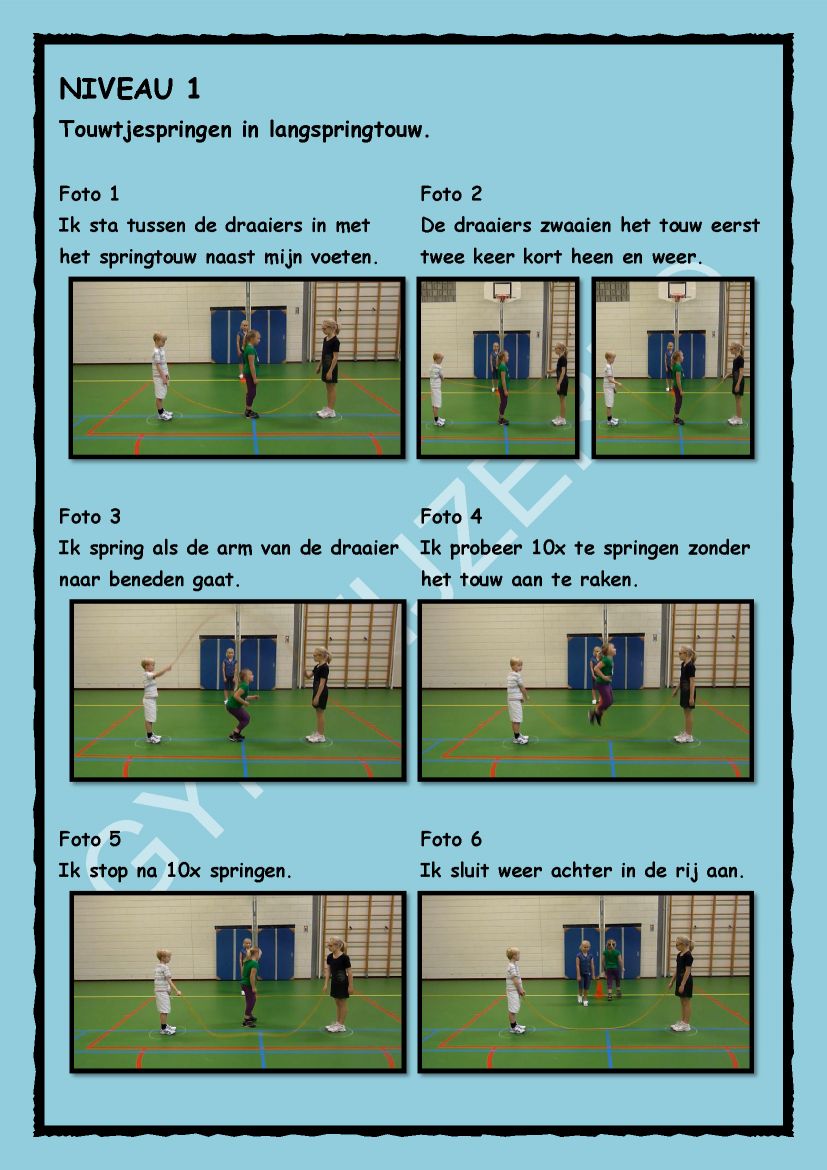 NIVEAU 1
Touwtjespringen in langspringtouw.
Foto 1
Ik sta tussen de draaiers in met
het springtouw naast mijn voeten.
Foto 2
De draaiers zwaaien het touw eerst
twee keer kort heen en weer.
Foto 3
Ik spring als de arm van de draaier
naar beneden gaat.
Foto 4
Ik probeer 10x te springen zonder
het touw aan te raken.
Foto 5
Ik stop na 10x springen.
Foto 6
Ik sluit weer achter in de rij aan.